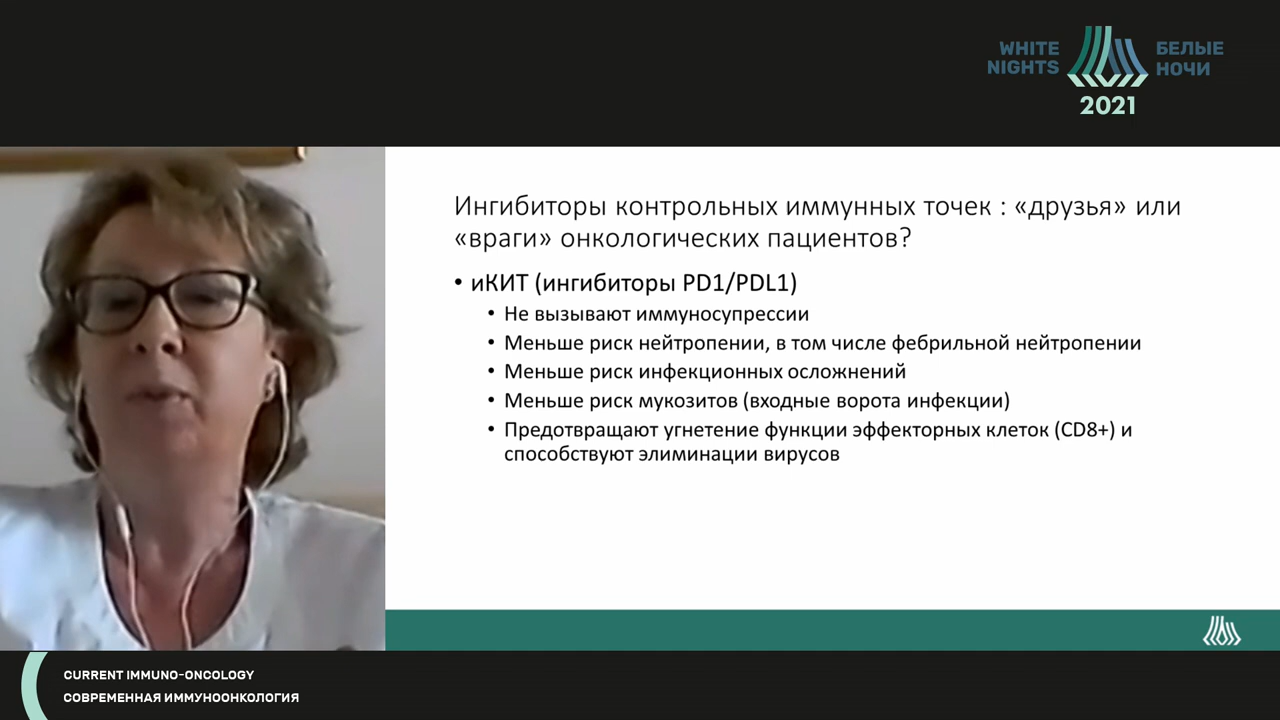 WHITE
NIGHTS
БЕЛЫЕ
НОЧИ
2021
Ингибиторы контрольных иммунных точек : «друзья» или
«враги» онкологических пациентов?
• иКИТ (ингибиторы PD1/PDL1)
• Не вызывают иммуносупрессии
• Меньше риск нейтропении, в том числе фебрильной нейтропении
• Меньше риск инфекционных осложнений
• Меньше риск мукозитов (входные ворота инфекции)
• Предотвращают угнетение функции эффекторных клеток (CD8+) и
способствуют элиминации вирусов
CURRENT IMMUNO-ONCOLOGY
СОВРЕМЕННАЯ ИММУНООНКОЛОГИЯ